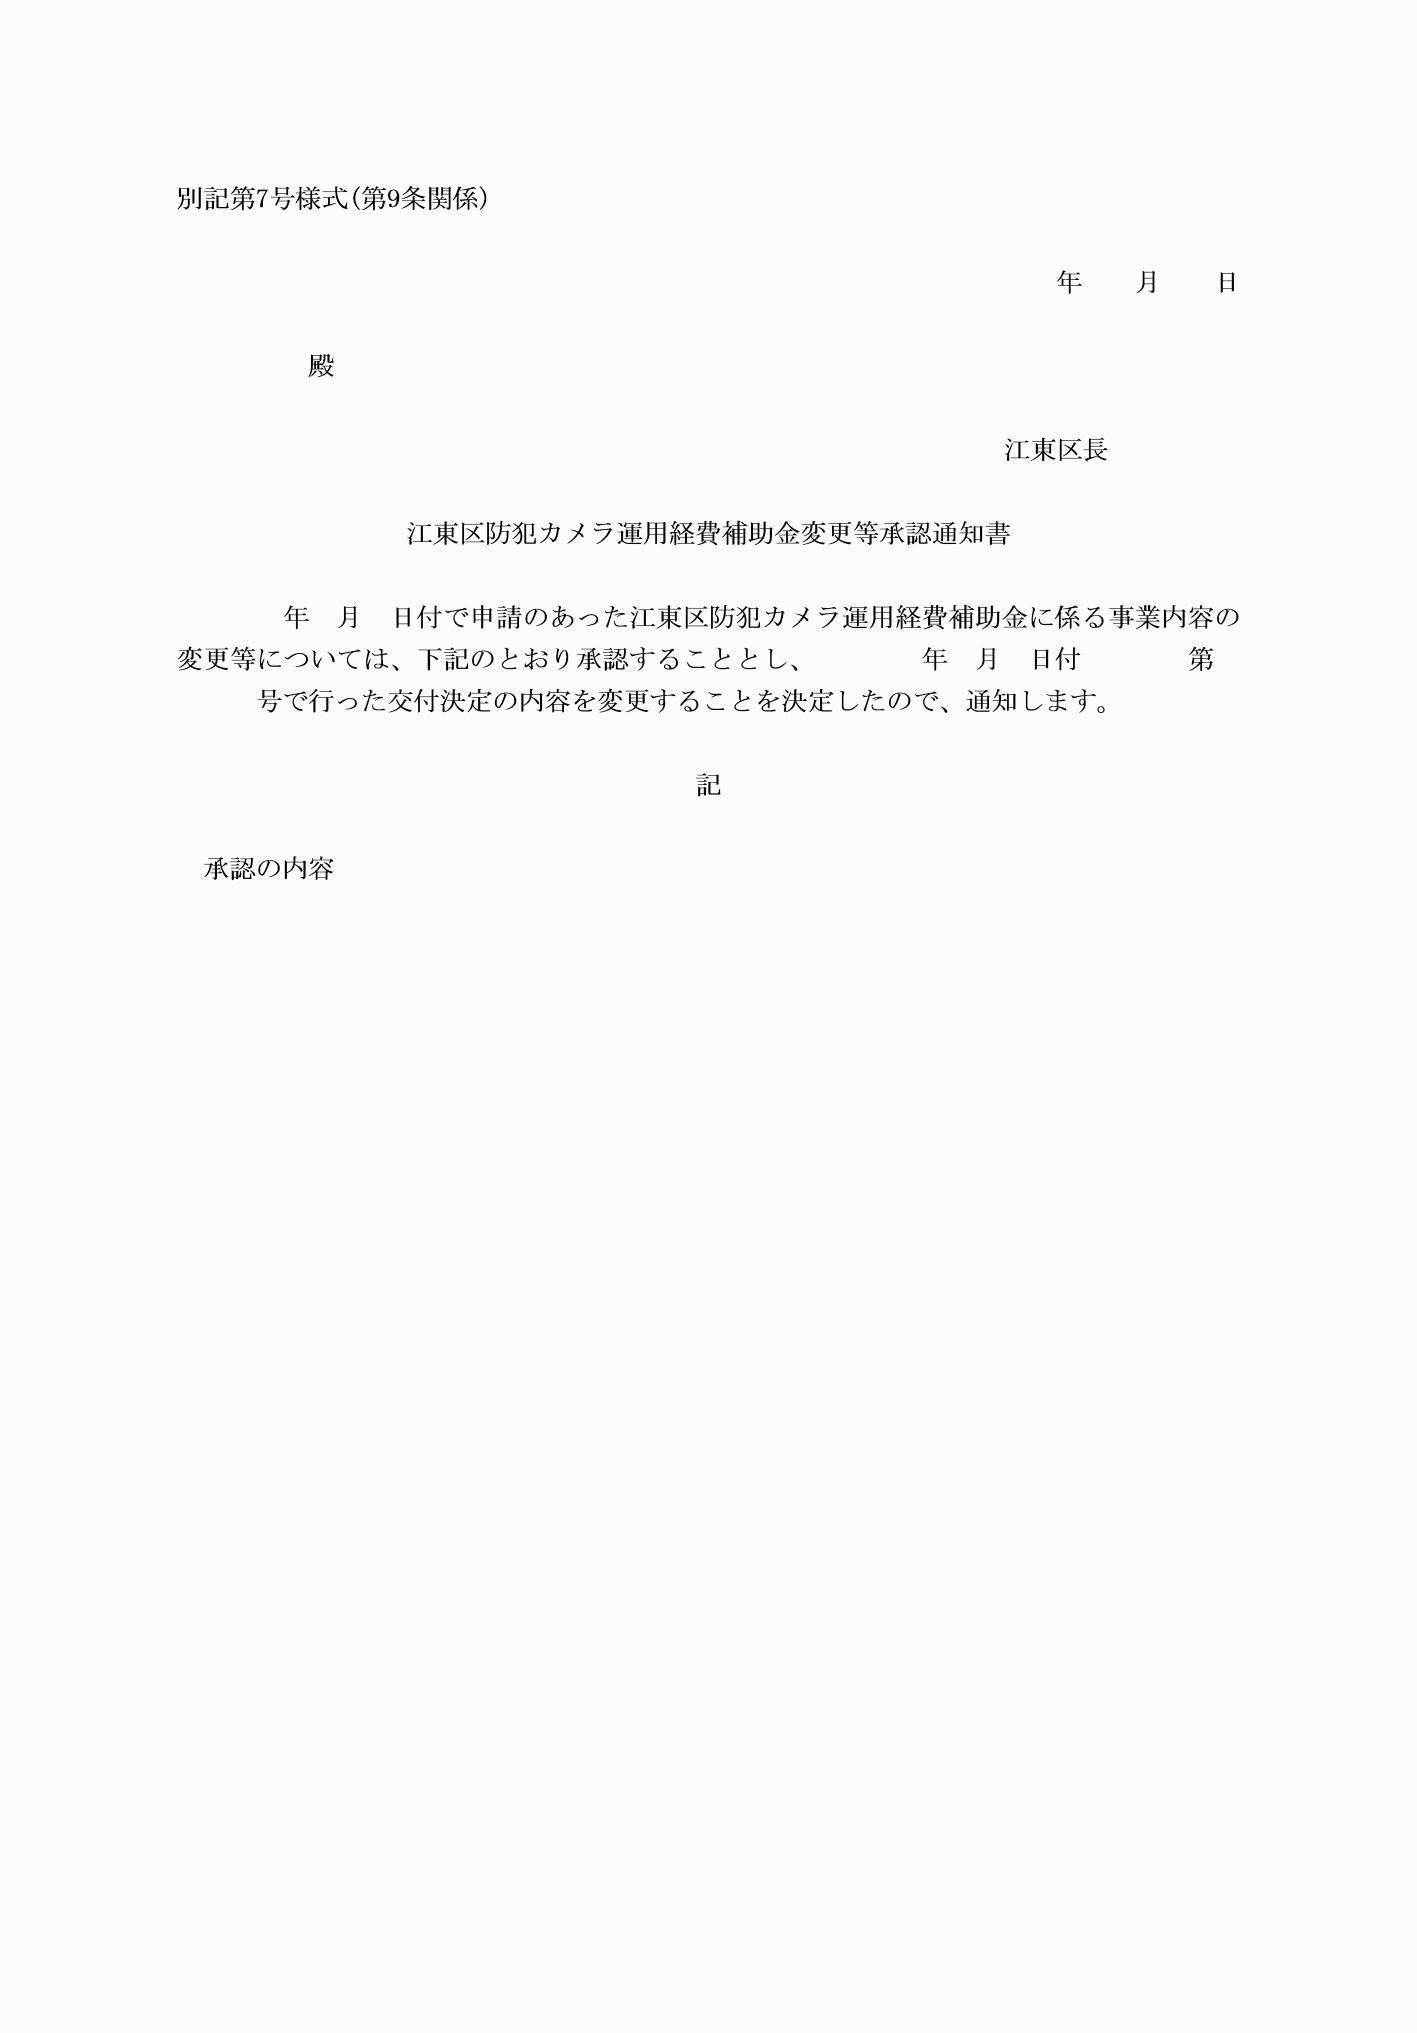 別記第7号様式(第9条関係)
年　　月　　日
殿
江東区長
江東区防犯カメラ運用経費補助金変更等承認通知書
年　月　日付で申請のあった江東区防犯カメラ運用経費補助金に係る事業内容の
変更等については、下記のとおり承認することとし、　　　　年　月　日付　　　　第
号で行った交付決定の内容を変更することを決定したので、通知します。
記
承認の内容